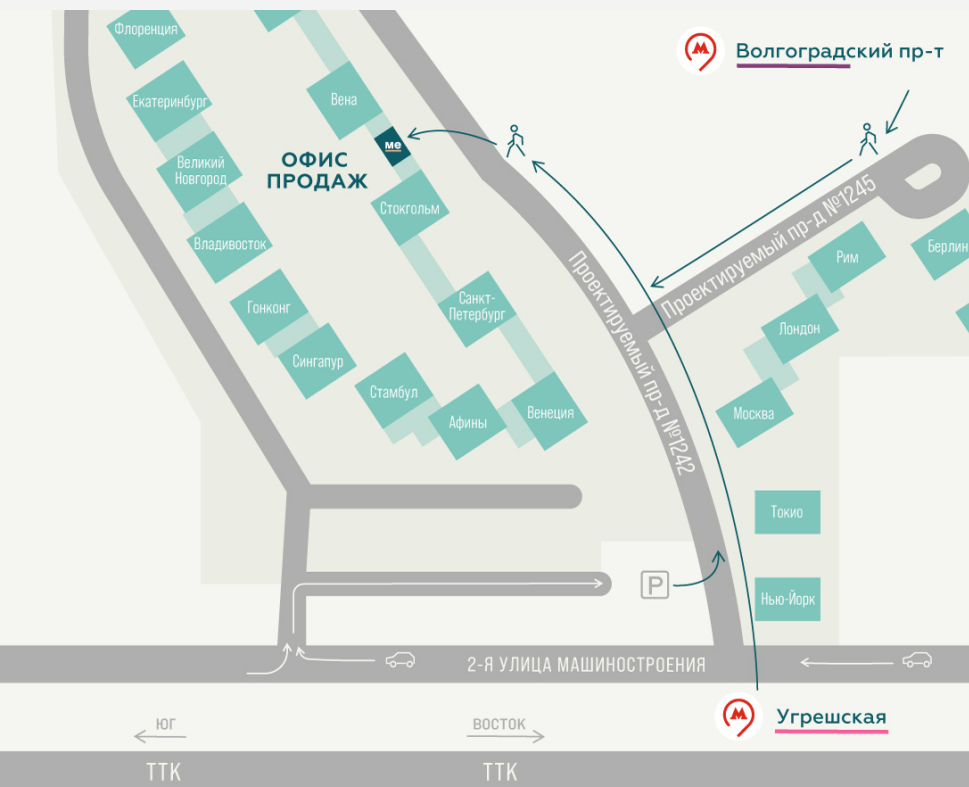 Флоренция
Волгоградский пр-т
Екатеринбург
Вена
ме
ОФИС
ПРОДАЖ
Великий
Новгород
Стокгольм
Проектируемый пр-д №1245
Владивосток
Рим
Берлин
Гонконг
Санкт-
Петербург
Проектируемый пр-д №1242
Лондон
Сингапур
Стамбул
Афины
Венеция
Москва
Токио
P
Нью-Йорк
2-Я УЛИЦА МАШИНОСТРОЕНИЯ
Угрешская
ЮГ
ВОСТОК
ТТК
ТТК